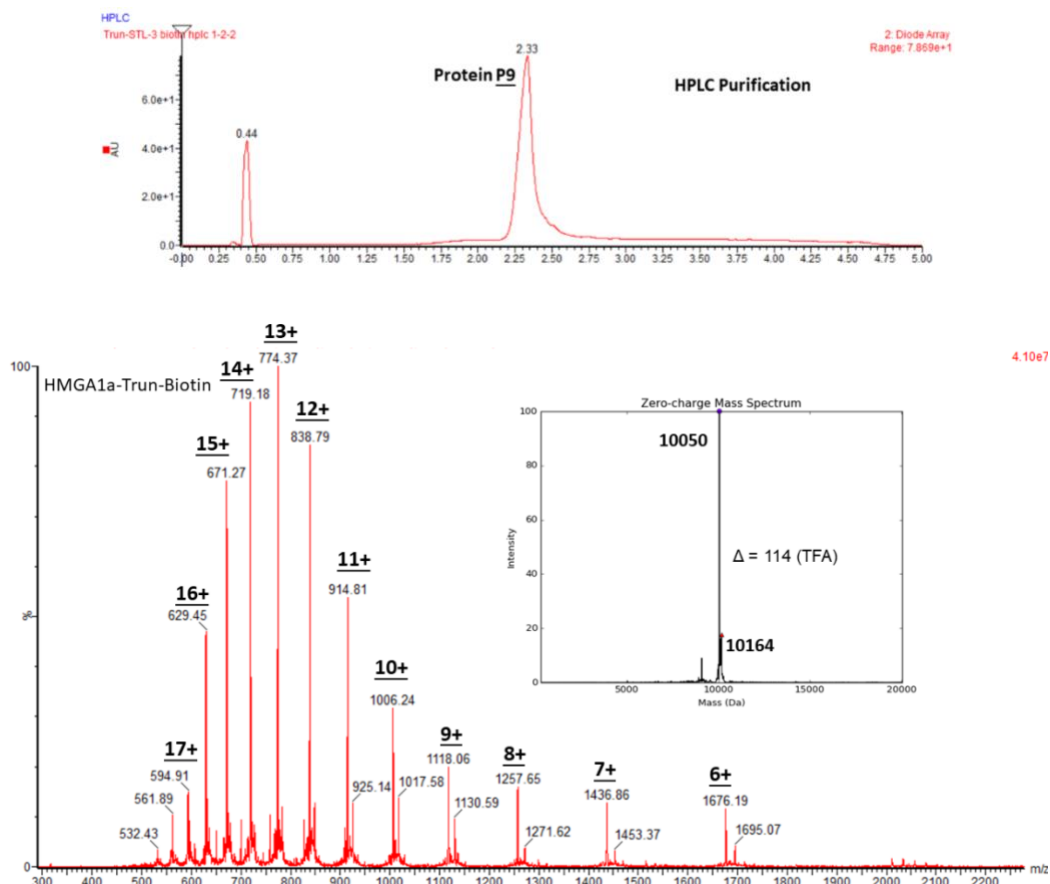 HPLC
Trun-STL-3 biotin hplc 1-2-2
2: Diode Array
Range: 7.869e+1
2.33
Protein P9
HPLC Purification
6.0e+1
0.44
AU
4.0e+1
2.0e+1
0.0
-0.00 0.25 0.50 0.75 1.00 1.25 1.50 1.75 2.00 2.25 2.50 2.75 3.00 3.25 3.50 3.75 4.00 4.25 4.50 4.75 5.00
13+
774.37
4.10e7
100
HMGA1a-Trun-Biotin
14+
719.18
12+
838.79
15+
671.27
11+
914.81
16+
629.45
%
10+
1006.24
17+
594.91
561.89
532.43
925.14
1017.58
9+
1118.06
1130.59
8+
1257.65
1271.62
7+
1436.86
1453.37
6+
1676.19
1695.07
0
300 400 500 600 700 800 900 1000 1100 1200 1300 1400 1500 1600 1700 1800 1900 2000 2100 2200
m/z
Zero-charge Mass Spectrum
100
80
60
40
20
0
Intensity
10050
Δ = 114 (TFA)
10164
5000 10000 15000 20000
Mass (Da)